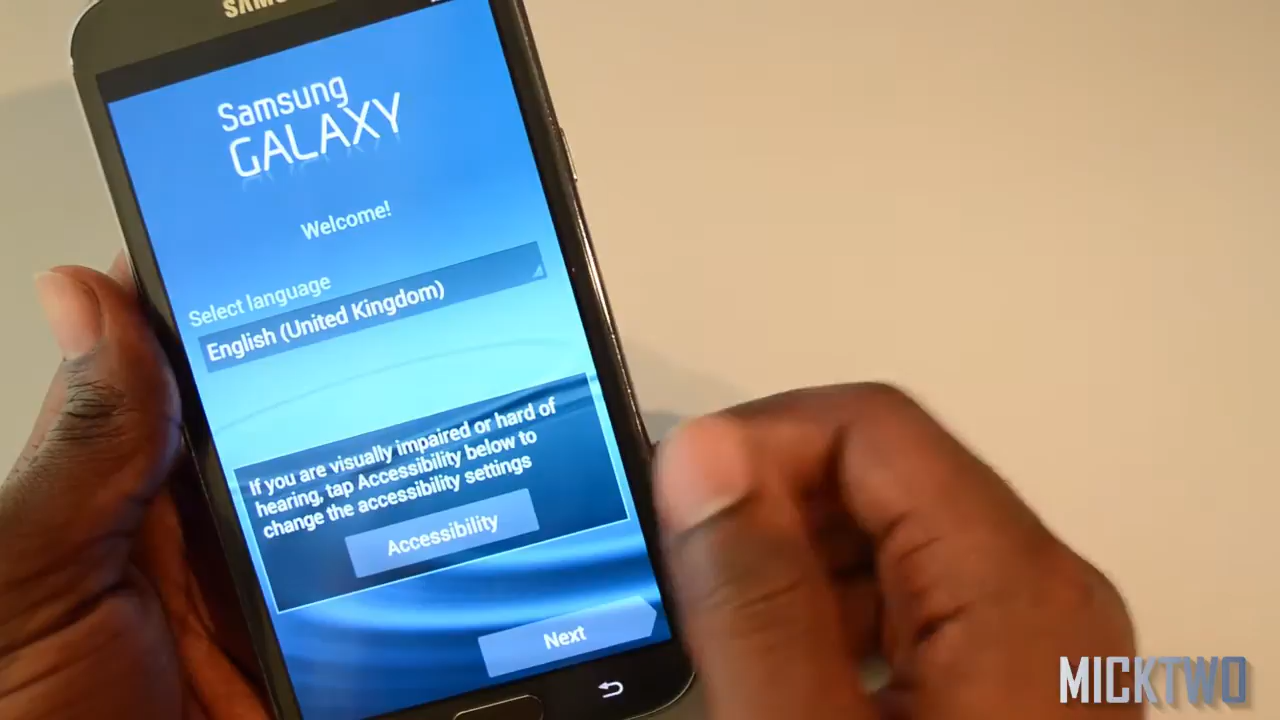 Samsung
GALAXY
Welcome!
Select language
English (United Kingdom)
If you are visually impaired or hard of
hearing, tap Accessibility below to
change the accessibility settings
Accessibility
Next
MICKTWO